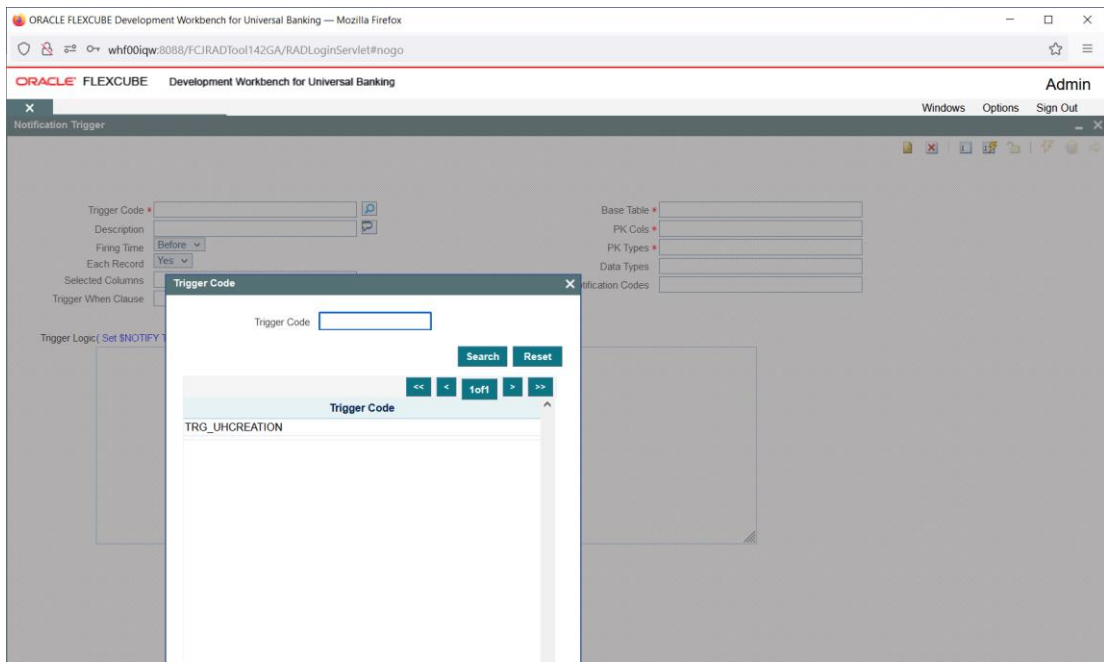 ORACLE FLEXCUBE Development Workbench for Universal Banking — Mozilla Firefox
whf00iqw:8088/FCJRADTool142GA/RADLoginServlet#nogo
ORACLE FLEXCUBE Development Workbench for Universal Banking Admin
Windows Options Sign Out
Notification Trigger
Trigger Code * Base Table *
Description PK Cols *
Firing Time Before PK Types *
Each Record Yes Data Types
Selected Columns tification Codes
Trigger When Clause
Trigger Logic( Set $NOTIFY T
Trigger Code
Trigger Code
Search Reset
<< < 1of1 > >>
Trigger Code
TRG_UHCREATION